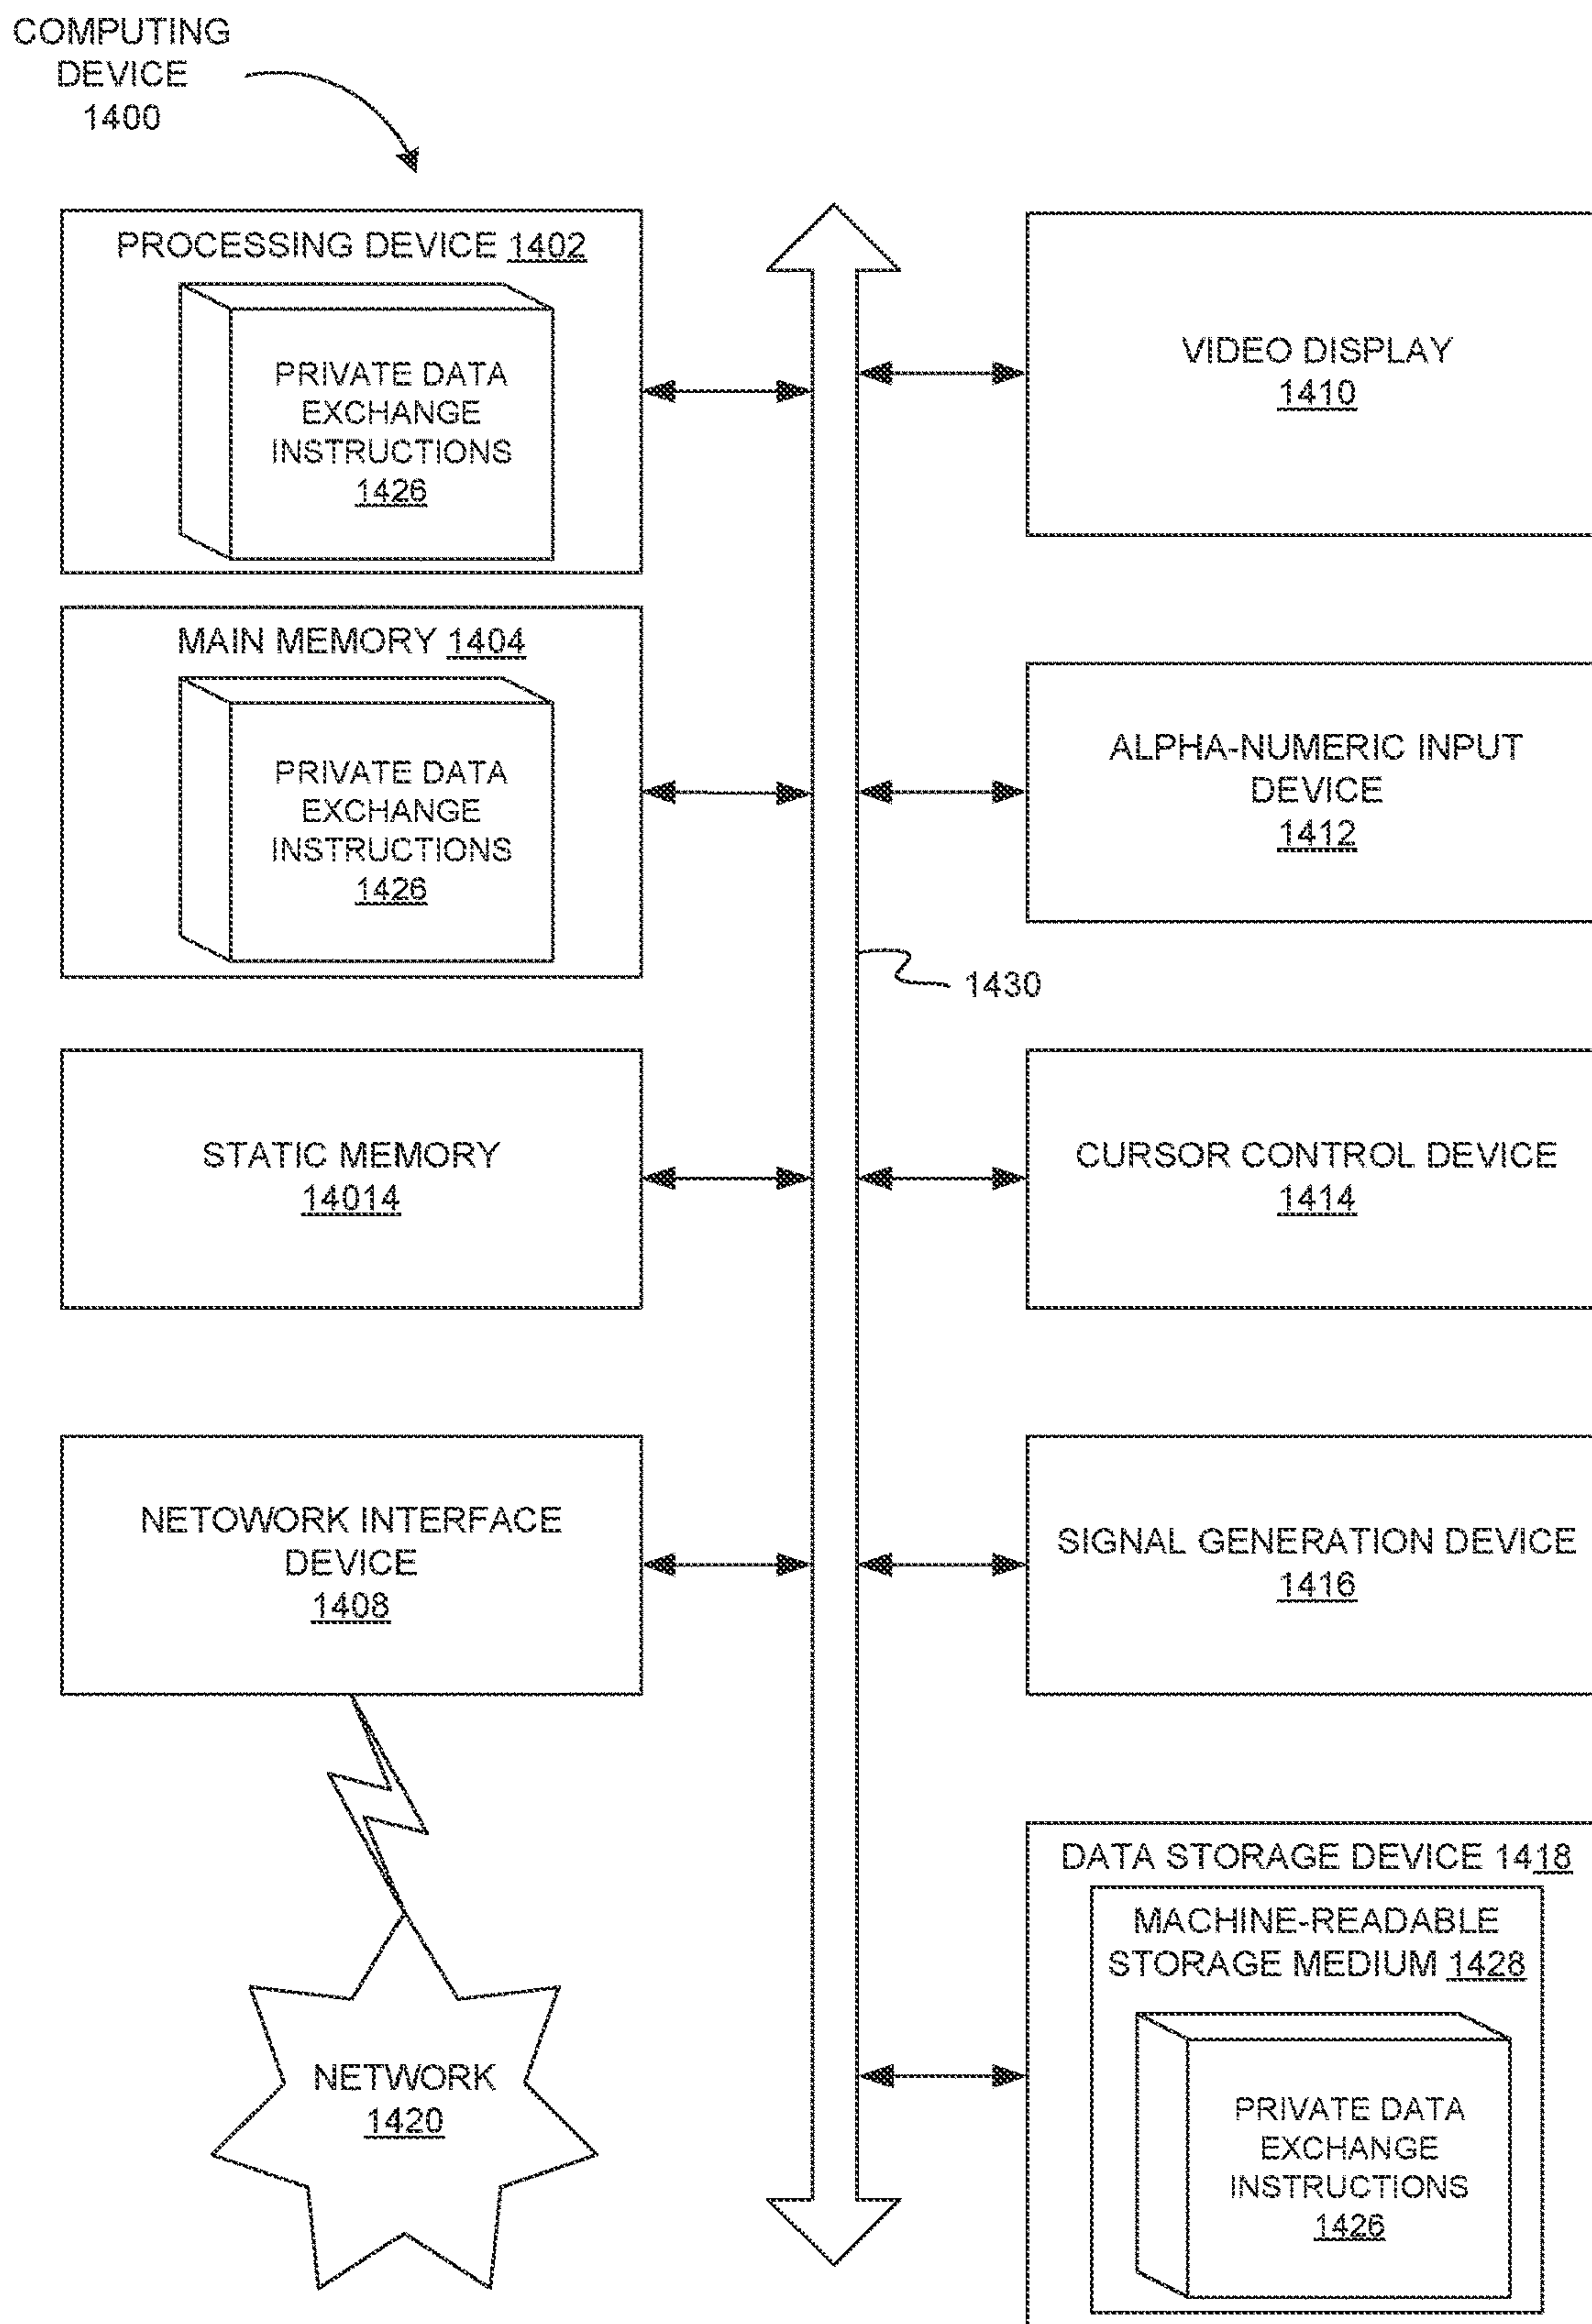 COMPUTING
DEVICE
1400
PROCESSING DEVICE 1402
PRIVATE DATA
EXCHANGE
INSTRUCTIONS
1426
MAIN MEMORY 1404
PRIVATE DATA
EXCHANGE
INSTRUCTIONS
1426
STATIC MEMORY
14014
NETOWORK INTERFACE
DEVICE
1408
NETWORK
1420
1430
VIDEO DISPLAY
1410
ALPHA-NUMERIC INPUT
DEVICE
1412
CURSOR CONTROL DEVICE
1414
SIGNAL GENERATION DEVICE
1416
DATA STORAGE DEVICE 1418
MACHINE-READABLE
STORAGE MEDIUM 1428
PRIVATE DATA
EXCHANGE
INSTRUCTIONS
1426